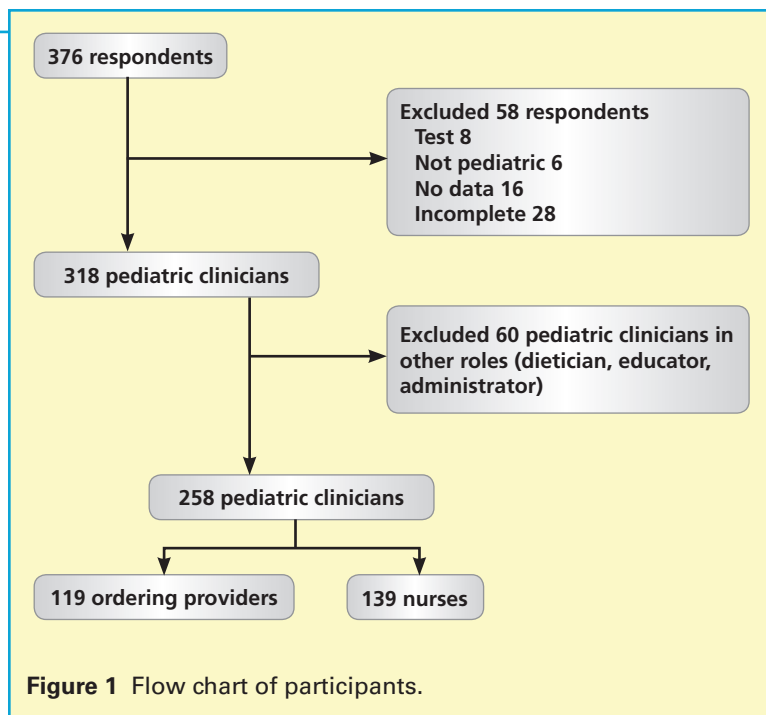 376 respondents
Excluded 58 respondents
Test 8
Not pediatric 6
No data 16
Incomplete 28
318 pediatric clinicians
Excluded 60 pediatric clinicians in
other roles (dietician, educator,
administrator)
258 pediatric clinicians
119 ordering providers
139 nurses
Figure 1 Flow chart of participants.